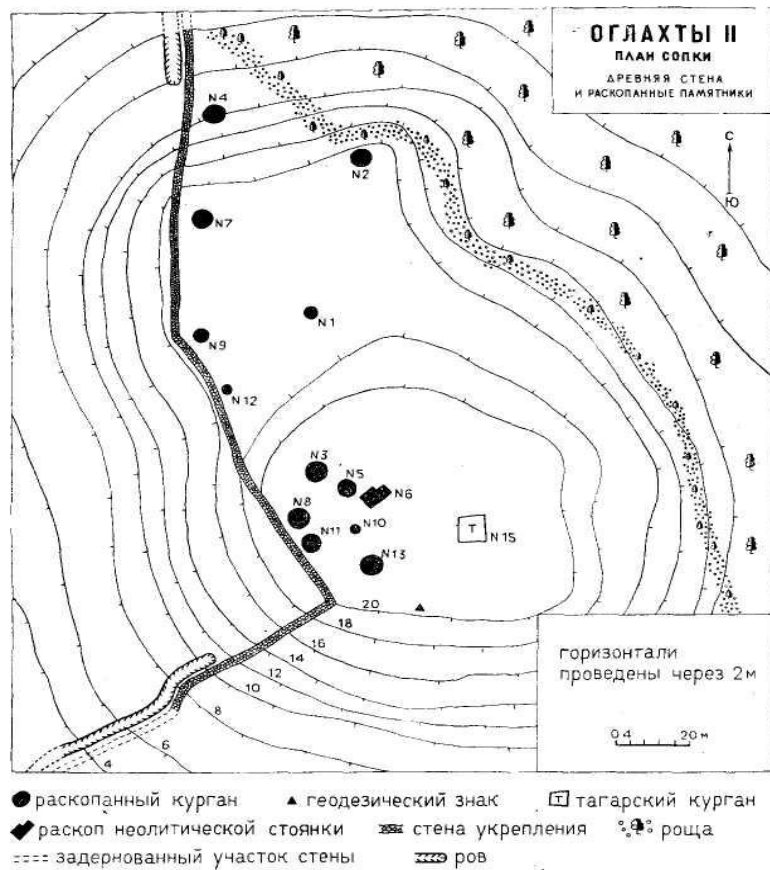 ОГЛАХТЫ II
ПЛАН СОПКИ
ДРЕВНЯЯ СТЕНА
И РАСКОПАННЫЕ ПАМЯТНИКИ
С
Ю
N4
N2
N7
N1
N9
N12
N3
N5
N6
N8
N10
N11
Т
N15
N13
20
18
16
14
12
10
8
6
4
горизонтали
проведены через 2м
0 4 20 м
раскопанный курган
геодезический знак
Т тагарский курган
раскоп неолитической стоянки
стена укрепления
роща
задернованный участок стены
ров